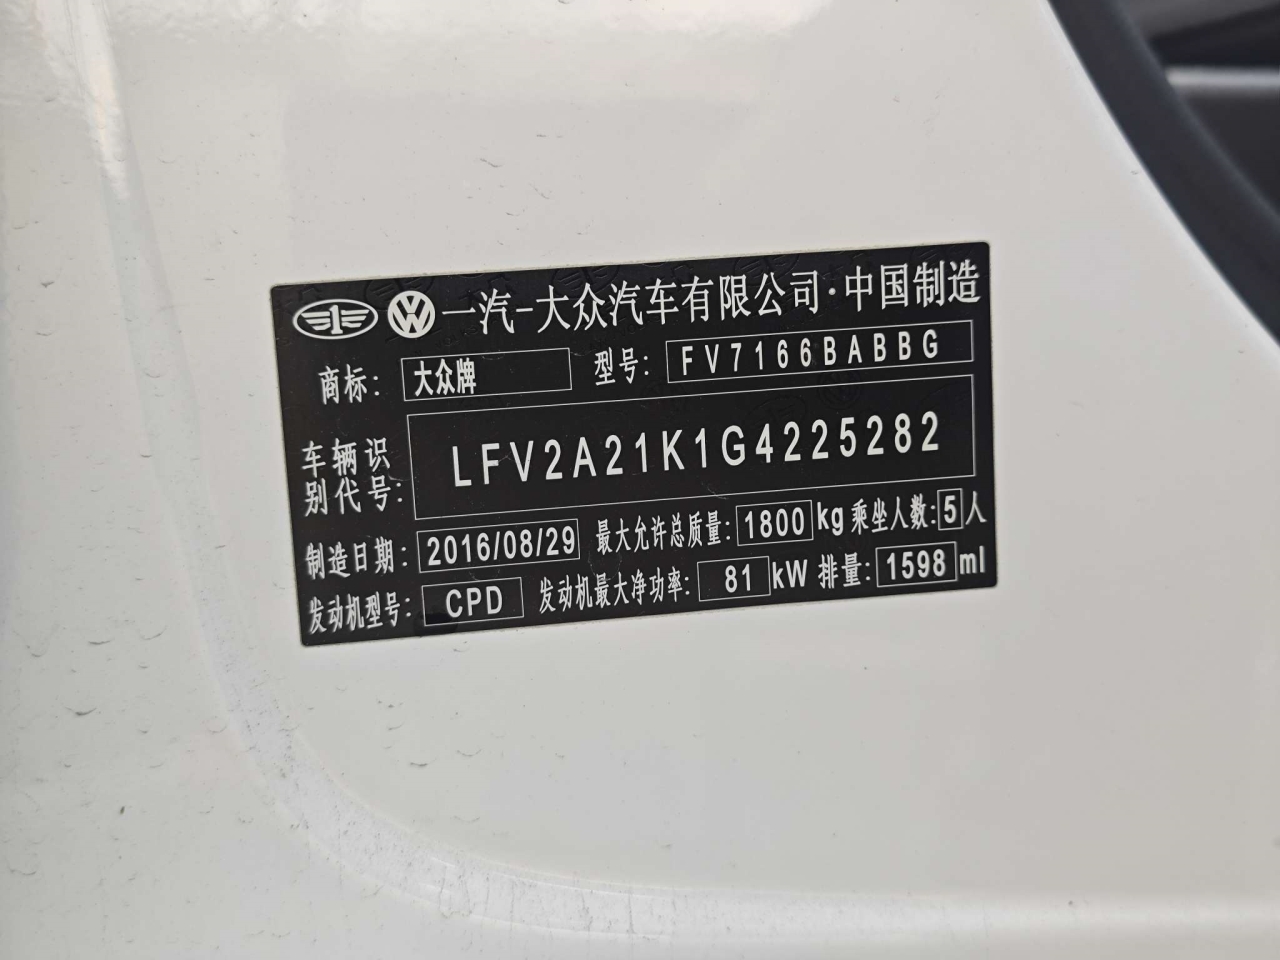 一汽-大众汽车有限公司·中国制造
商标: 大众牌 型号: FV7166BABBG
车辆识别代号: LFV2A21K1G4225282
制造日期: 2016/08/29 最大允许总质量: 1800 kg 乘坐人数: 5 人
发动机型号: CPD 发动机最大净功率: 81 kW 排量: 1598 ml